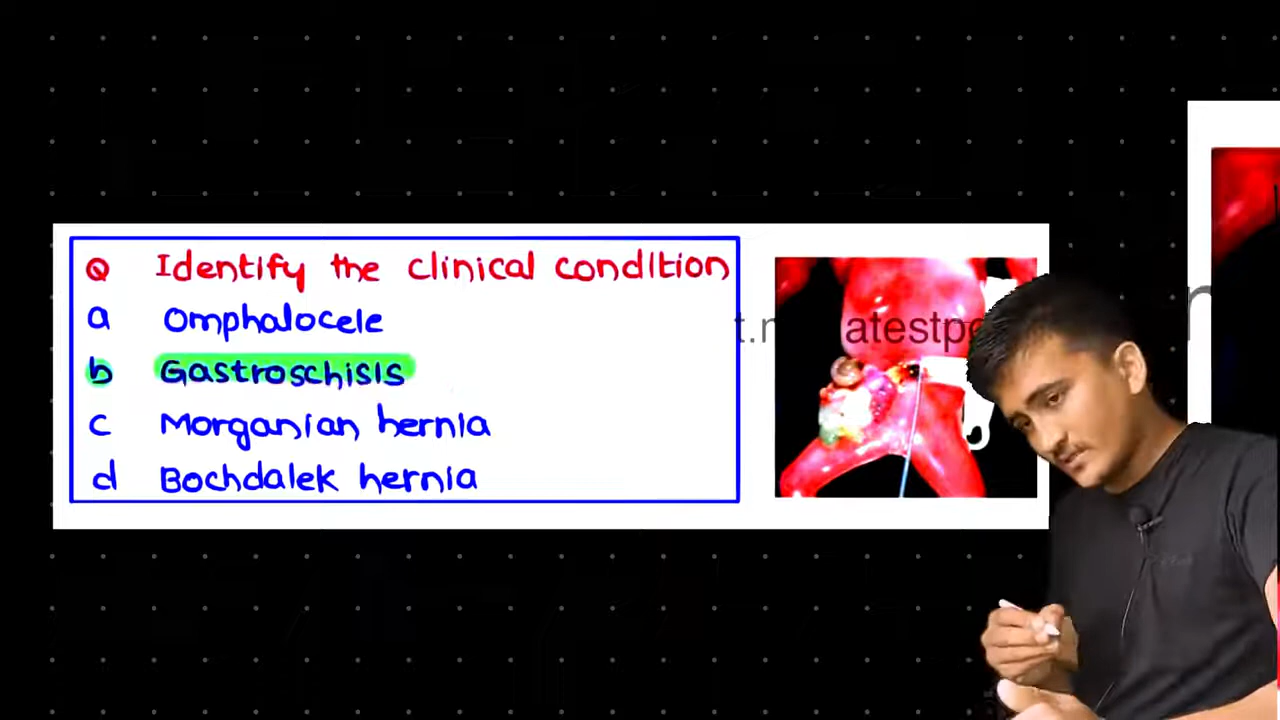 Q Identify the clinical condition
a Omphalocele
b Gastroschisis
c Morganian hernia
d Bochdalek hernia